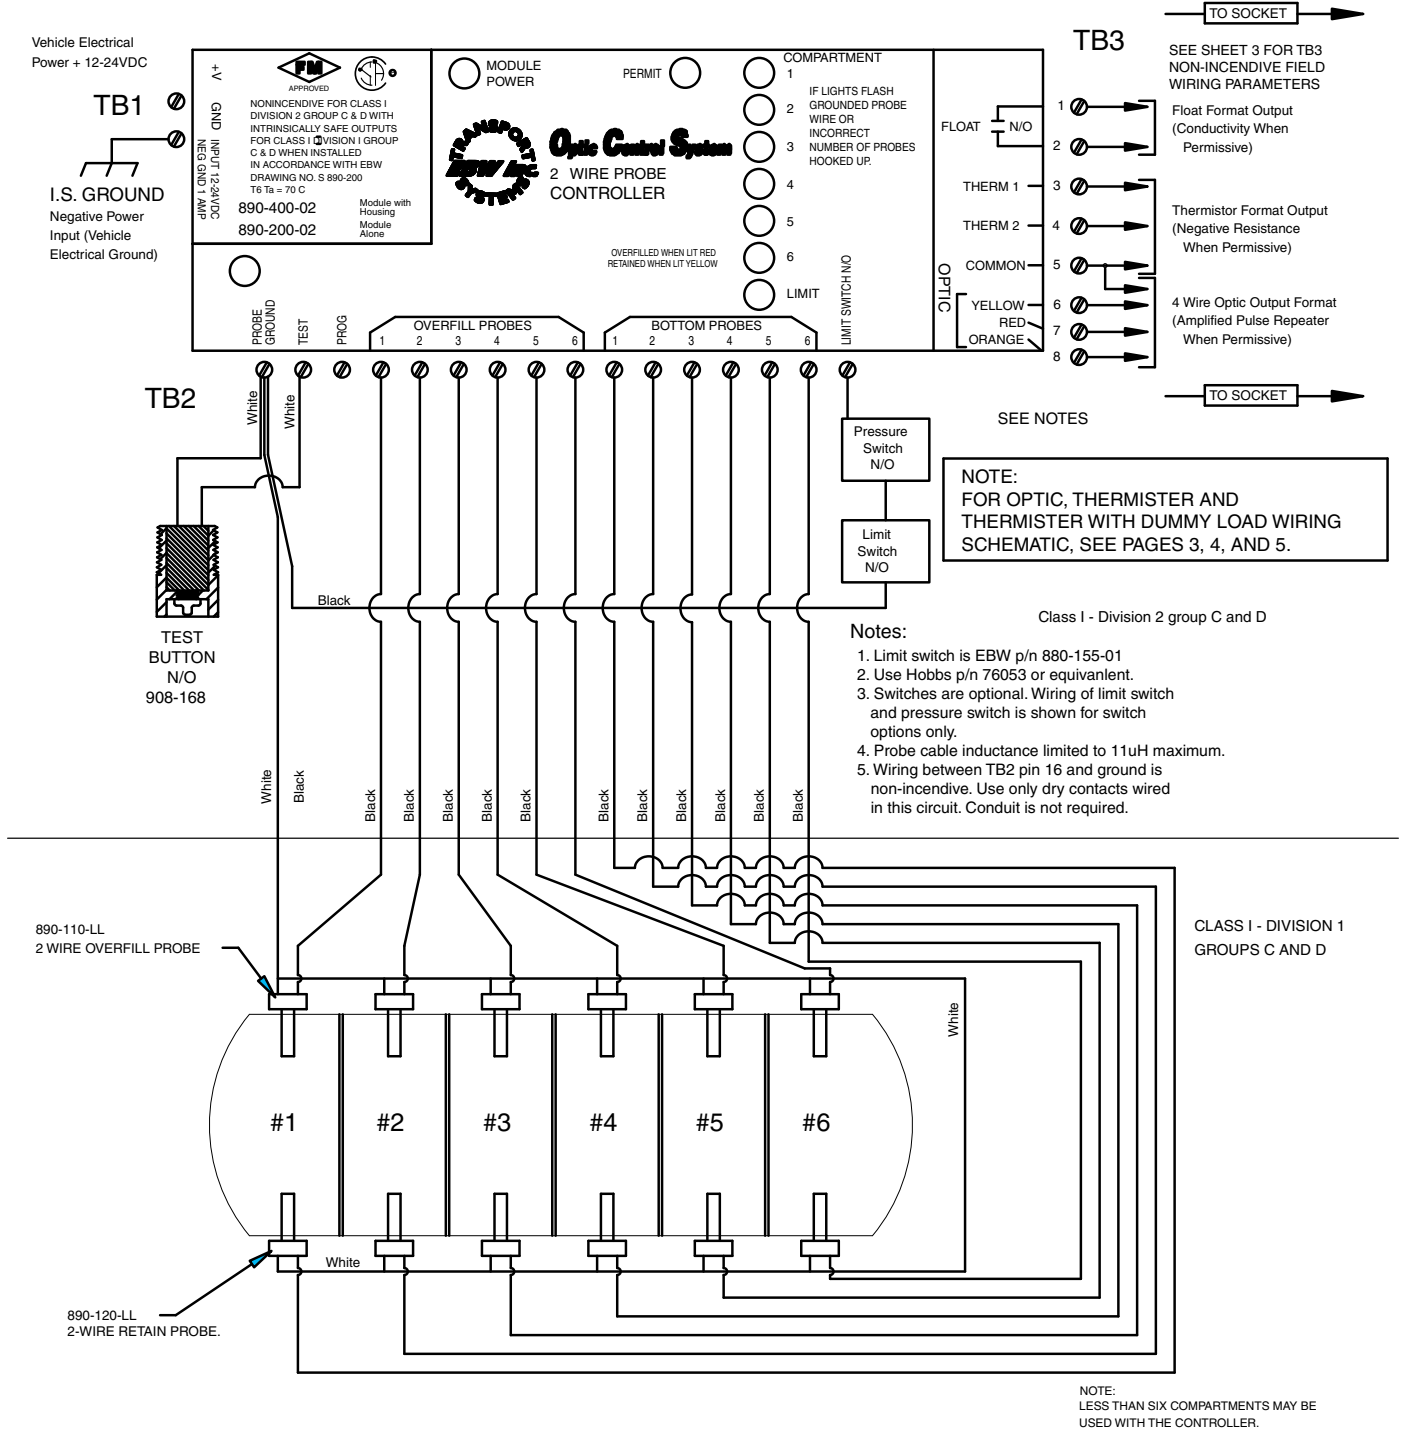 TO SOCKET
TB3
SEE SHEET 3 FOR TB3
NON-INCENDIVE FIELD
WIRING PARAMETERS
Vehicle Electrical
Power + 12-24VDC
TB1
I.S. GROUND
Negative Power
Input (Vehicle
Electrical Ground)
+V
GND
INPUT 12-24VDC
NEG GND 1 AMP
FM
APPROVED
NONINCENDIVE FOR CLASS I
DIVISION 2 GROUP C & D WITH
INTRINSICALLY SAFE OUTPUTS
FOR CLASS I DIVISION I GROUP
C & D WHEN INSTALLED
IN ACCORDANCE WITH EBW
DRAWING NO. S 890-200
T6 Ta = 70 C
890-400-02
Module with
Housing
890-200-02
Module
Alone
MODULE
POWER
PERMIT
TRANSPORT
EBW Inc.
SYSTEMS
Optic Control System
2 WIRE PROBE
CONTROLLER
COMPARTMENT
1
2
3
4
5
6
LIMIT
IF LIGHTS FLASH
GROUNDED PROBE
WIRE OR
INCORRECT
NUMBER OF PROBES
HOOKED UP.
OVERFILLED WHEN LIT RED
RETAINED WHEN LIT YELLOW
LIMIT SWITCH N/O
OPTIC
FLOAT
N/O
THERM 1
THERM 2
COMMON
YELLOW
RED
ORANGE
1
2
3
4
5
6
7
8
Float Format Output
(Conductivity When
Permissive)
Thermistor Format Output
(Negative Resistance
When Permissive)
4 Wire Optic Output Format
(Amplified Pulse Repeater
When Permissive)
TO SOCKET
PROBE
GROUND
TEST
PROG
OVERFILL PROBES
1 2 3 4 5 6
BOTTOM PROBES
1 2 3 4 5 6
TB2
White
White
TEST
BUTTON
N/O
908-168
Pressure
Switch
N/O
Limit
Switch
N/O
Black
SEE NOTES
NOTE:
FOR OPTIC, THERMISTER AND
THERMISTER WITH DUMMY LOAD WIRING
SCHEMATIC, SEE PAGES 3, 4, AND 5.
Class I - Division 2 group C and D
Notes:
1. Limit switch is EBW p/n 880-155-01
2. Use Hobbs p/n 76053 or equivanlent.
3. Switches are optional. Wiring of limit switch
and pressure switch is shown for switch
options only.
4. Probe cable inductance limited to 11uH maximum.
5. Wiring between TB2 pin 16 and ground is
non-incendive. Use only dry contacts wired
in this circuit. Conduit is not required.
White
Black
Black
Black
Black
Black
Black
Black
Black
Black
Black
Black
Black
Black
CLASS I - DIVISION 1
GROUPS C AND D
890-110-LL
2 WIRE OVERFILL PROBE
White
#1
#2
#3
#4
#5
#6
White
890-120-LL
2-WIRE RETAIN PROBE.
NOTE:
LESS THAN SIX COMPARTMENTS MAY BE
USED WITH THE CONTROLLER.